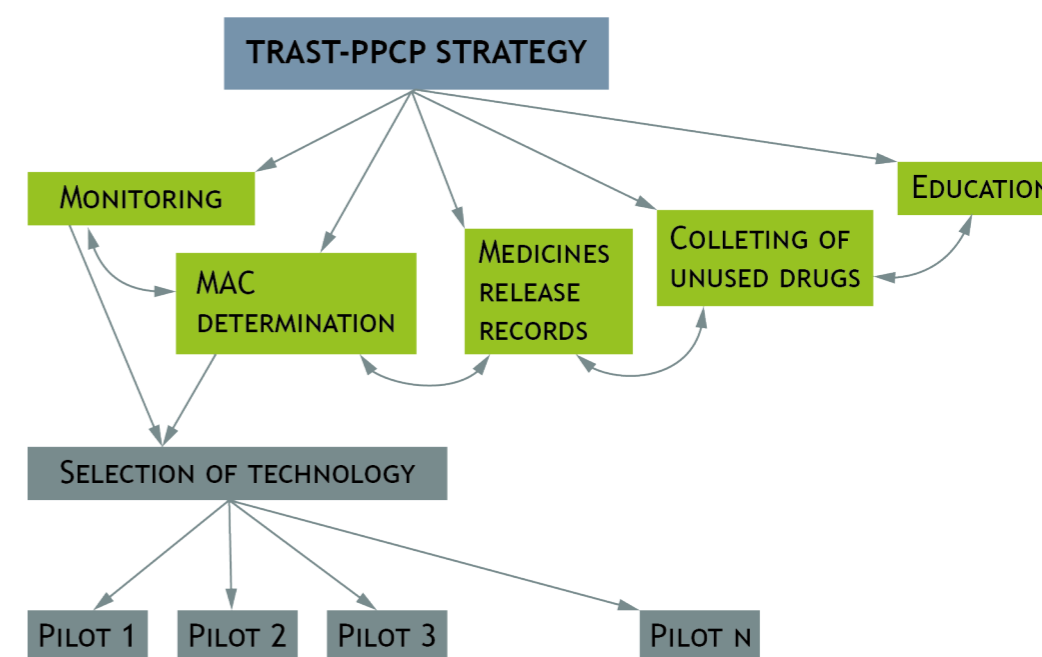 TRAST-PPCP STRATEGY
MONITORING
MAC
DETERMINATION
MEDICINES
RELEASE
RECORDS
COLLETING OF
UNUSED DRUGS
EDUCATION
SELECTION OF TECHNOLOGY
PILOT 1
PILOT 2
PILOT 3
PILOT N